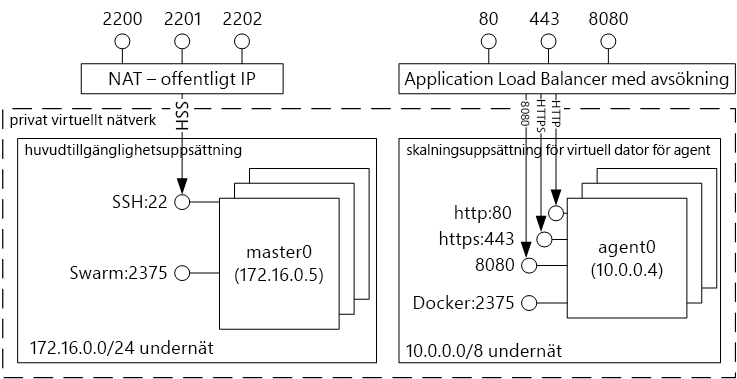 2200 2201 2202
80 443 8080
NAT – offentligt IP
Application Load Balancer med avsökning
SSH
8080
HTTPS
HTTP
privat virtuellt nätverk
huvudtillgänglighetsuppsättning
SSH:22
Swarm:2375
master0
(172.16.0.5)
172.16.0.0/24 undernät
skalningsuppsättning för virtuell dator för agent
http:80
https:443
8080
Docker:2375
agent0
(10.0.0.4)
10.0.0.0/8 undernät